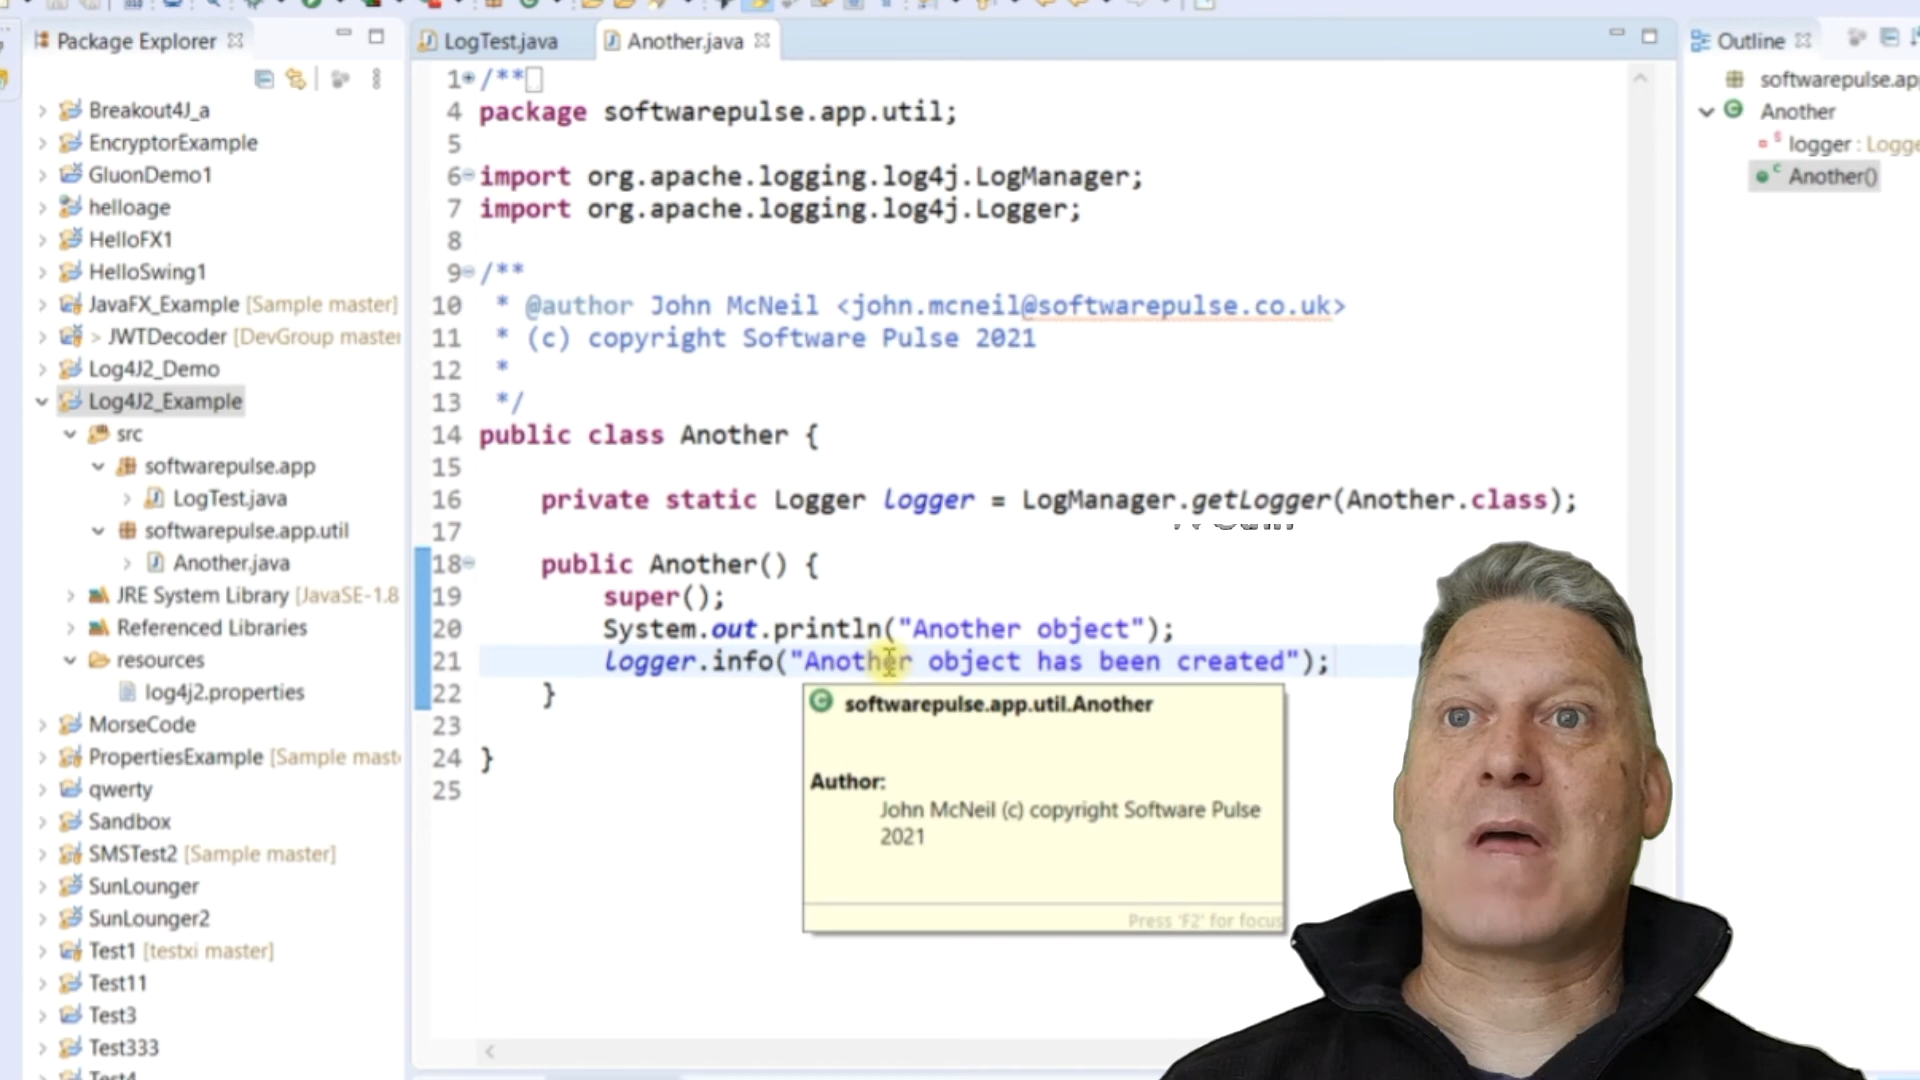 Package Explorer
Breakout4J_a
EncryptorExample
GluonDemo1
helloage
HelloFX1
HelloSwing1
JavaFX_Example [Sample master]
> JWTDecoder [DevGroup master
Log4J2_Demo
Log4J2_Example
src
softwarepulse.app
LogTest.java
softwarepulse.app.util
Another.java
JRE System Library [JavaSE-1.8
Referenced Libraries
resources
log4j2.properties
MorseCode
PropertiesExample [Sample mast
qwerty
Sandbox
SMSTest2 [Sample master]
SunLounger
SunLounger2
Test1 [testxi master]
Test11
Test3
Test333
Test4
LogTest.java
Another.java
1 /**
4 package softwarepulse.app.util;
5
6 import org.apache.logging.log4j.LogManager;
7 import org.apache.logging.log4j.Logger;
8
9 /**
10 * @author John McNeil <john.mcneil@softwarepulse.co.uk>
11 * (c) copyright Software Pulse 2021
12 *
13 */
14 public class Another {
15
16 private static Logger logger = LogManager.getLogger(Another.class);
17
18 public Another() {
19 super();
20 System.out.println("Another object");
21 logger.info("Another object has been created");
22 }
23
24 }
25
softwarepulse.app.util.Another
Author:
John McNeil (c) copyright Software Pulse
2021
Press 'F2' for focus
Outline
softwarepulse.ap
Another
logger : Logge
Another()